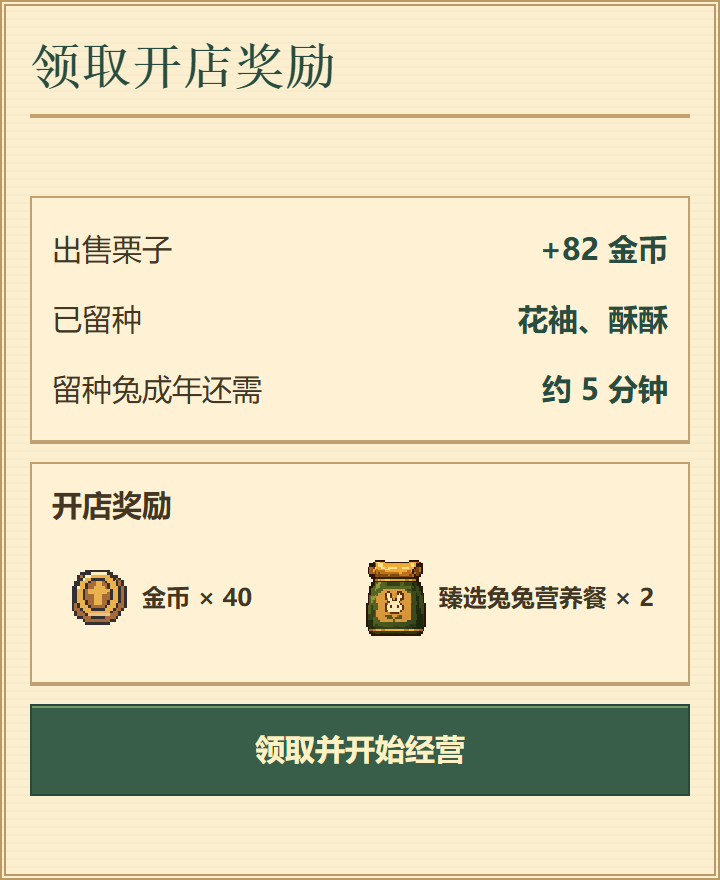 领取开店奖励
出售栗子 +82 金币
已留种 花袖、酥酥
留种兔成年还需 约 5 分钟
开店奖励
金币 × 40 臻选兔兔营养餐 × 2
领取并开始经营